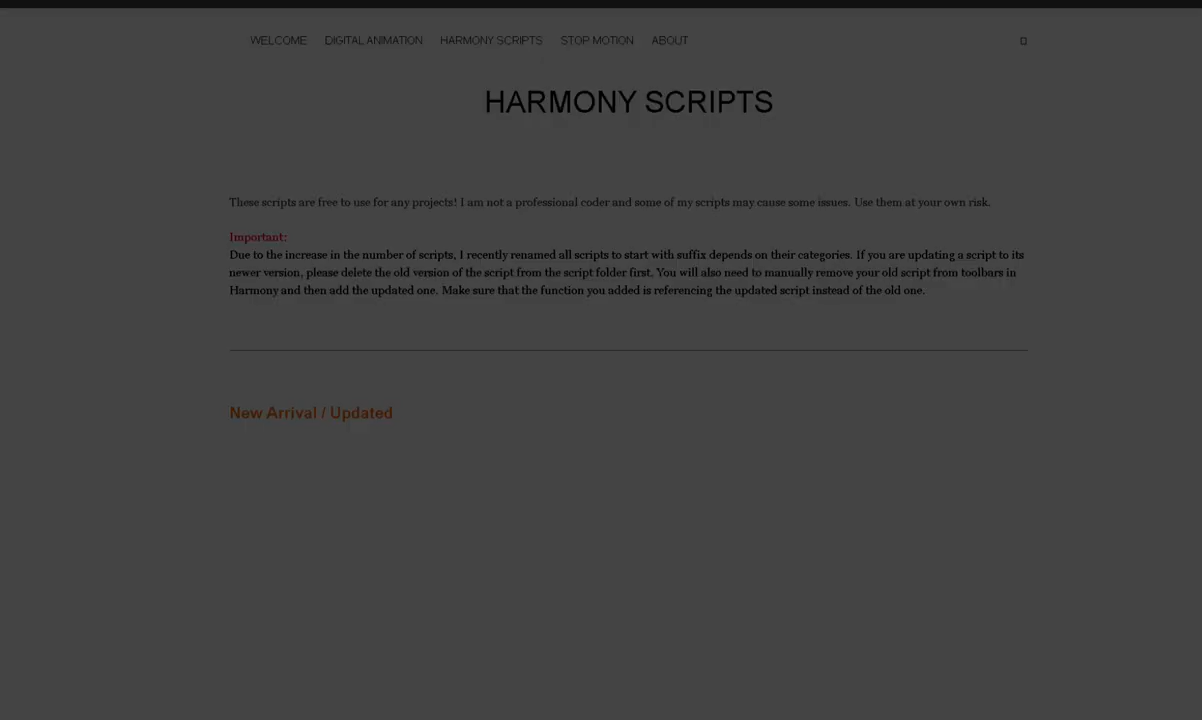 WELCOME DIGITAL ANIMATION HARMONY SCRIPTS STOP MOTION ABOUT
HARMONY SCRIPTS
These scripts are free to use for any projects! I am not a professional coder and some of my scripts may cause some issues. Use them at your own risk.
Important:
Due to the increase in the number of scripts, I recently renamed all scripts to start with suffix depends on their categories. If you are updating a script to its
newer version, please delete the old version of the script from the script folder first. You will also need to manually remove your old script from toolbars in
Harmony and then add the updated one. Make sure that the function you added is referencing the updated script instead of the old one.
New Arrival / Updated